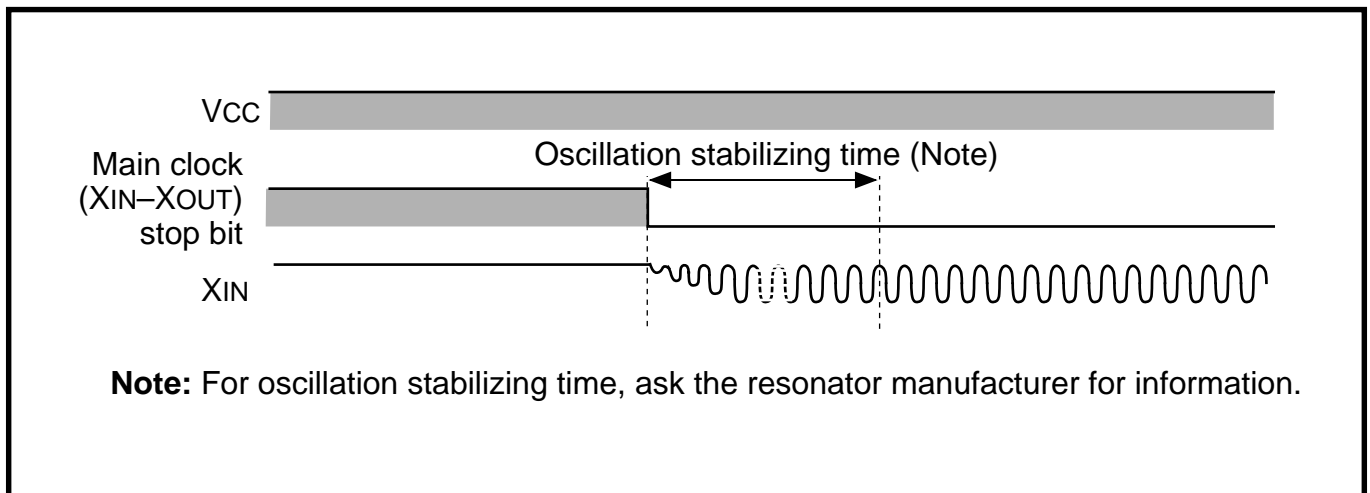 VCC
Oscillation stabilizing time (Note)
Main clock
(XIN–XOUT)
stop bit
XIN
Note: For oscillation stabilizing time, ask the resonator manufacturer for information.